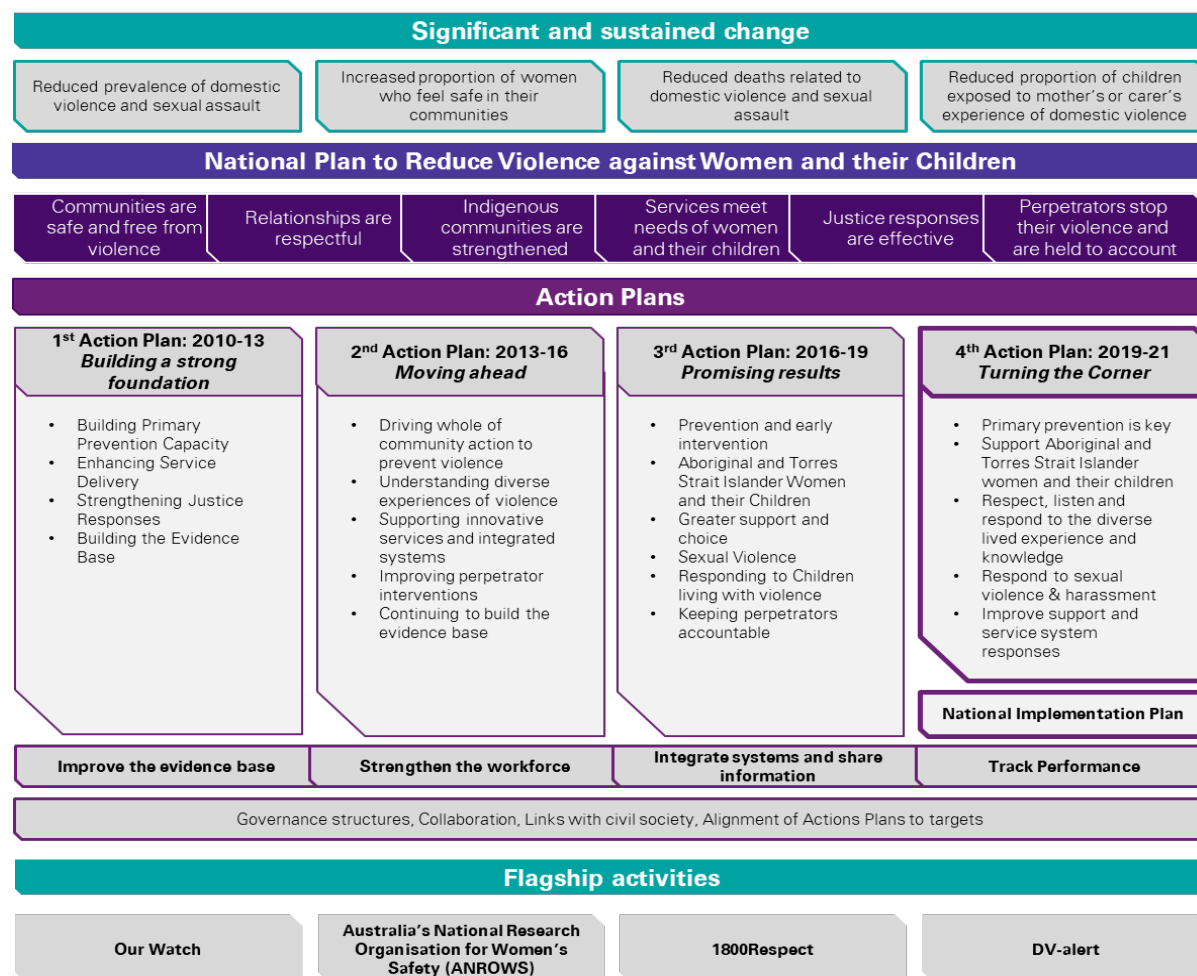 Significant and sustained change
Reduced prevalence of domestic
violence and sexual assault
Increased proportion of women
who feel safe in their
communities
Reduced deaths related to
domestic violence and sexual
assault
Reduced proportion of children
exposed to mother's or carer's
experience of domestic violence
National Plan to Reduce Violence against Women and their Children
Communities are
safe and free from
violence
Relationships are
respectful
Indigenous
communities are
strengthened
Services meet
needs of women
and their children
Justice responses
are effective
Perpetrators stop
their violence and
are held to account
Action Plans
1st Action Plan: 2010-13
Building a strong
foundation
• Building Primary
Prevention Capacity
• Enhancing Service
Delivery
• Strengthening Justice
Responses
• Building the Evidence
Base
2nd Action Plan: 2013-16
Moving ahead
• Driving whole of
community action to
prevent violence
• Understanding diverse
experiences of violence
• Supporting innovative
services and integrated
systems
• Improving perpetrator
interventions
• Continuing to build the
evidence base
3rd Action Plan: 2016-19
Promising results
• Prevention and early
intervention
• Aboriginal and Torres
Strait Islander Women
and their Children
• Greater support and
choice
• Sexual Violence
• Responding to Children
living with violence
• Keeping perpetrators
accountable
4th Action Plan: 2019-21
Turning the Corner
• Primary prevention is key
• Support Aboriginal and
Torres Strait Islander
women and their children
• Respect, listen and
respond to the diverse
lived experience and
knowledge
• Respond to sexual
violence & harassment
• Improve support and
service system
responses
National Implementation Plan
Improve the evidence base
Strengthen the workforce
Integrate systems and share
information
Track Performance
Governance structures, Collaboration, Links with civil society, Alignment of Actions Plans to targets
Flagship activities
Our Watch
Australia's National Research
Organisation for Women's
Safety (ANROWS)
1800Respect
DV-alert